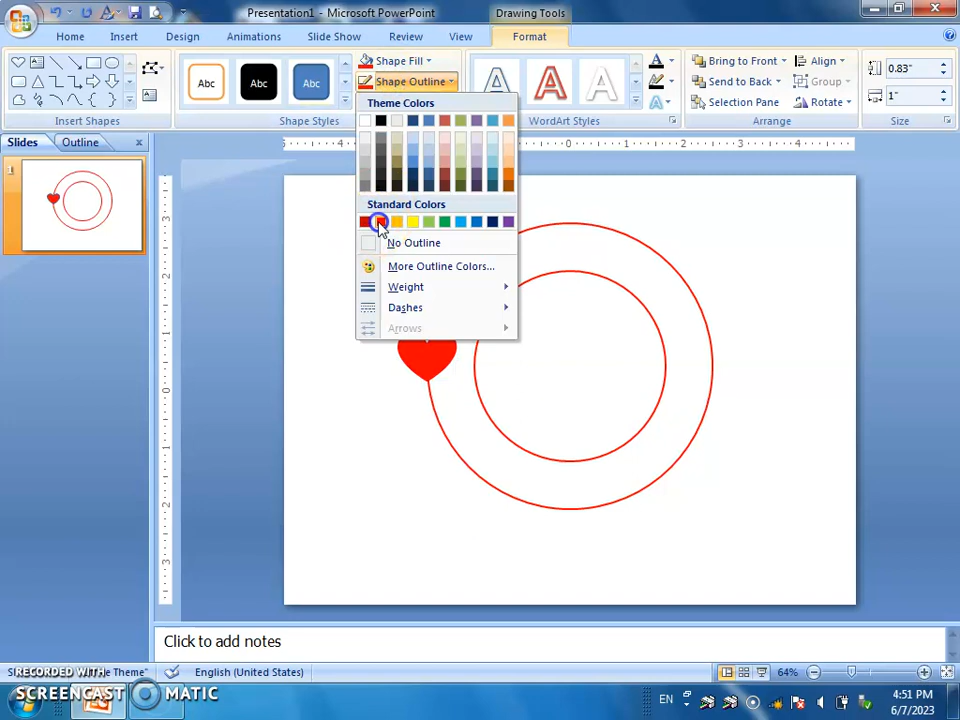 Presentation1 - Microsoft PowerPoint
Drawing Tools
Home
Insert
Design
Animations
Slide Show
Review
View
Format
Abc
Abc
Abc
Shape Fill
Shape Outline
A
A
A
A
A
Bring to Front
Send to Back
Selection Pane
Align
Group
Rotate
0.83"
1"
Insert Shapes
Shape Styles
WordArt Styles
Arrange
Size
Theme Colors
Standard Colors
No Outline
More Outline Colors...
Weight
Dashes
Arrows
Slides
Outline
1
Click to add notes
Theme"
English (United States)
64%
RECORDED WITH
SCREENCAST
MATIC
EN
4:51 PM
6/7/2023